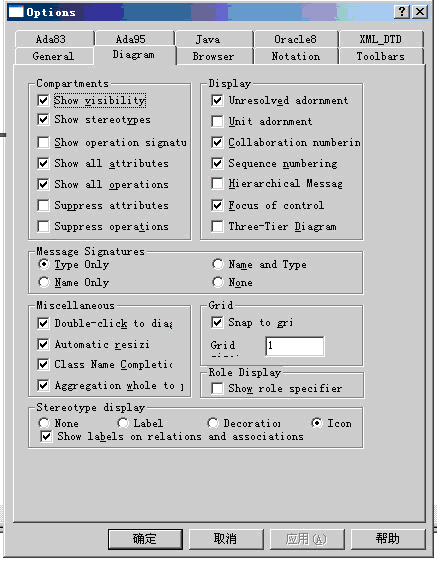 Options
Ada83 Ada95 Java Oracle8 XML_DTD
General Diagram Browser Notation Toolbars
Compartments
Show visibility
Show stereotypes
Show operation signatu
Show all attributes
Show all operations
Suppress attributes
Suppress operations
Display
Unresolved adornment
Unit adornment
Collaboration numberin
Sequence numbering
Hierarchical Messag
Focus of control
Three-Tier Diagram
Message Signatures
Type Only Name and Type
Name Only None
Miscellaneous
Double-click to diag
Automatic resizi
Class Name Completic
Aggregation whole to p
Grid
Snap to gri
Grid 1
Role Display
Show role specifier
Stereotype display
None Label Decoration Icon
Show labels on relations and associations
确定 取消 应用(A) 帮助